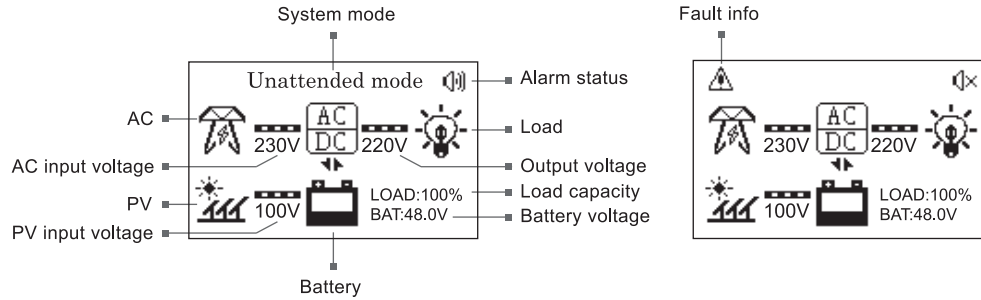 System mode
Fault info
Unattended mode
Alarm status
AC
AC
DC
Load
230V
220V
AC input voltage
Output voltage
PV
100V
LOAD:100%
BAT:48.0V
Load capacity
Battery voltage
PV input voltage
Battery
AC
DC
230V
220V
100V
LOAD:100%
BAT:48.0V